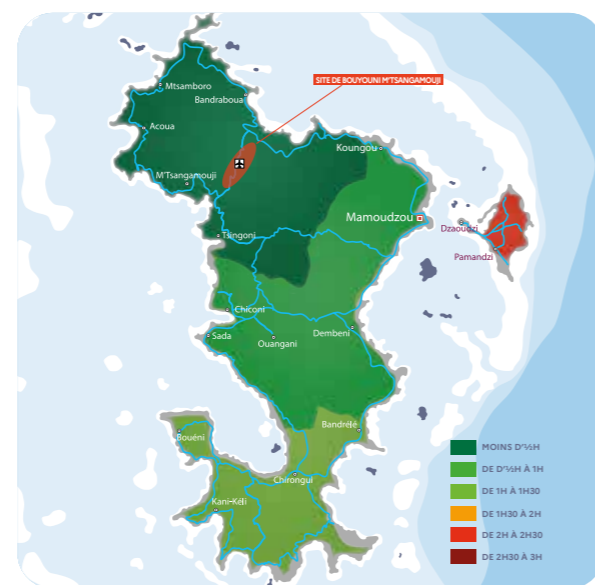 SITE DE BOUYOUNI M'TSANGAMOUJI
Mtsamboro
Bandraboua
Acoua
Koungou
M'Tsangamouji
Mamoudzou
Dzaoudzi
Tsingoni
Pamandzi
Chiconi
Dembeni
Sada
Ouangani
Bandrélé
Bouéni
Chirongui
Kani-Kéli
MOINS D'½H
DE D'½H À 1H
DE 1H À 1H30
DE 1H30 À 2H
DE 2H À 2H30
DE 2H30 À 3H